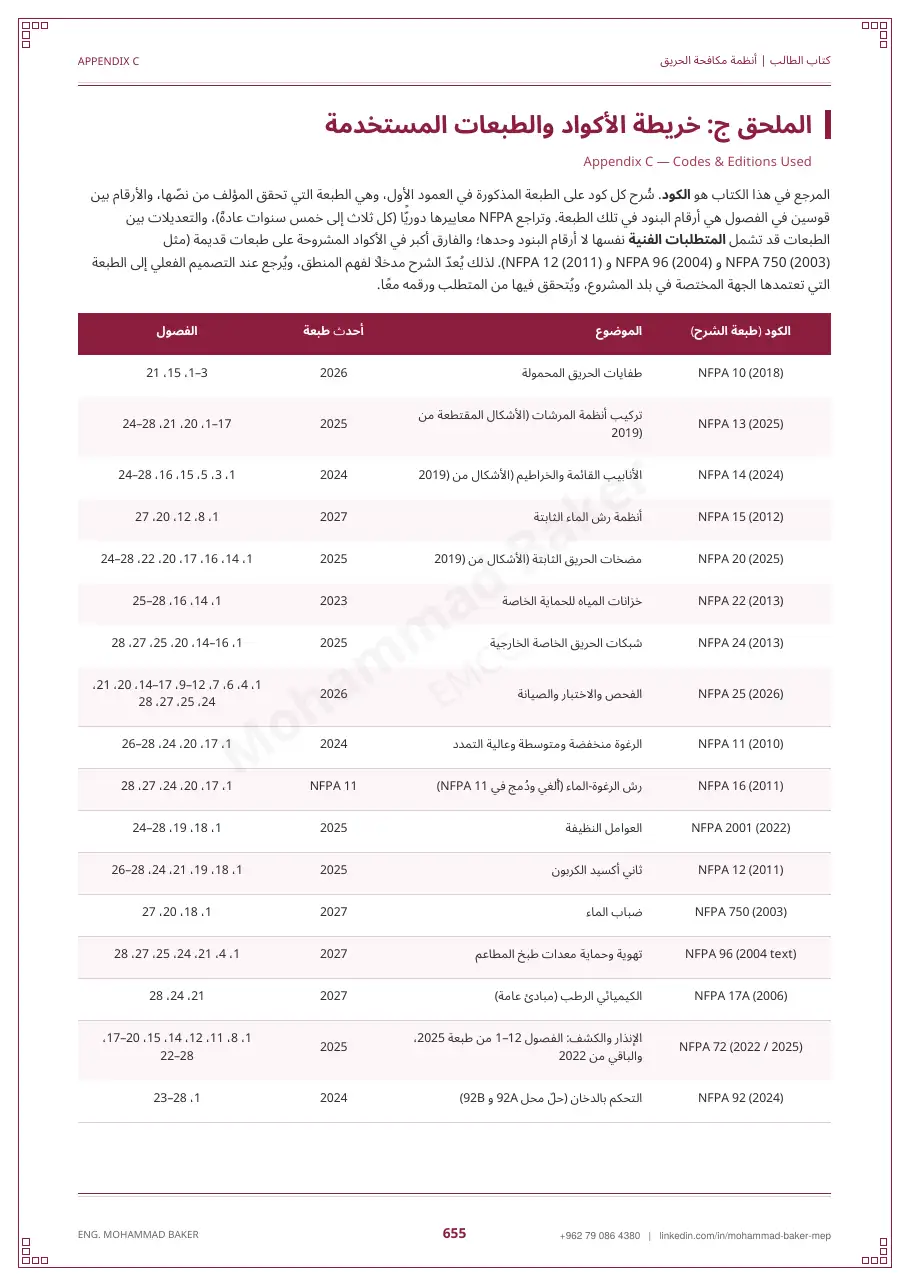 كتاب الطالب | أنظمة مكافحة الحريق
APPENDIX C
الملحق ج: خريطة الأكواد والطبعات المستخدمة
Appendix C — Codes & Editions Used
المرجع في هذا الكتاب هو الكود. شُرح كل كود على الطبعة المذكورة في العمود الأول، وهي الطبعة التي تحقق المؤلف من نصّها، والأرقام بين
قوسين في الفصول هي أرقام البنود في تلك الطبعة. وتراجع NFPA معاييرها دوريًّا (كل ثلاث إلى خمس سنوات عادةً)، والتعديلات بين
الطبعات قد تشمل المتطلبات الفنية نفسها لا أرقام البنود وحدها؛ والفارق أكبر في الأكواد المشروحة على طبعات قديمة (مثل
NFPA 750 (2003) و NFPA 96 (2004) و NFPA 12 (2011)). لذلك يُعدّ الشرح مدخلًا لفهم المنطق، ويُرجع عند التصميم الفعلي إلى الطبعة
التي تعتمدها الجهة المختصة في بلد المشروع، ويُتحقق فيها من المتطلب ورقمه معًا.
الكود (طبعة الشرح) الموضوع أحدث طبعة الفصول
NFPA 10 (2018) طفايات الحريق المحمولة 2026 1–3، 15، 21
NFPA 13 (2025) تركيب أنظمة المرشات (الأشكال المقتطعة من 2025 1–17، 20، 21، 24–28
2019)
NFPA 14 (2024) الأنابيب القائمة والخراطيم (الأشكال من 2019) 2024 1، 3، 5، 15، 16، 24–28
NFPA 15 (2012) أنظمة رش الماء الثابتة 2027 1، 8، 12، 20، 27
NFPA 20 (2025) مضخات الحريق الثابتة (الأشكال من 2019) 2025 1، 14، 16، 17، 20، 22، 24–28
NFPA 22 (2013) خزانات المياه للحماية الخاصة 2023 1، 14، 16، 25–28
NFPA 24 (2013) شبكات الحريق الخاصة الخارجية 2025 1، 14–16، 20، 25، 27، 28
NFPA 25 (2026) الفحص والاختبار والصيانة 2026 1، 4، 6، 7، 9–12، 14–17، 20، 21،
24، 25، 27، 28
NFPA 11 (2010) الرغوة منخفضة ومتوسطة وعالية التمدد 2024 1، 17، 20، 24، 26–28
NFPA 16 (2011) رش الرغوة-الماء (أُلغي ودُمج في NFPA 11) NFPA 11 1، 17، 20، 24، 27، 28
NFPA 2001 (2022) العوامل النظيفة 2025 1، 18، 19، 24–28
NFPA 12 (2011) ثاني أكسيد الكربون 2025 1، 18، 19، 21، 24، 26–28
NFPA 750 (2003) ضباب الماء 2027 1، 18، 20، 27
NFPA 96 (2004 text) تهوية وحماية معدات طبخ المطاعم 2027 1، 4، 21، 24، 25، 27، 28
NFPA 17A (2006) الكيميائي الرطب (مبادئ عامة) 2027 21، 24، 28
NFPA 72 (2022 / 2025) الإنذار والكشف: الفصول 1–12 من طبعة 2025، 2025 1، 8، 11، 12، 14، 15، 17–20،
والباقي من 2022 22–28
NFPA 92 (2024) التحكم بالدخان (حلّ محل 92A و 92B) 2024 1، 23–28
Mohammad Baker
EMCC
ENG. MOHAMMAD BAKER
655
+962 79 086 4380 | linkedin.com/in/mohammad-baker-mep